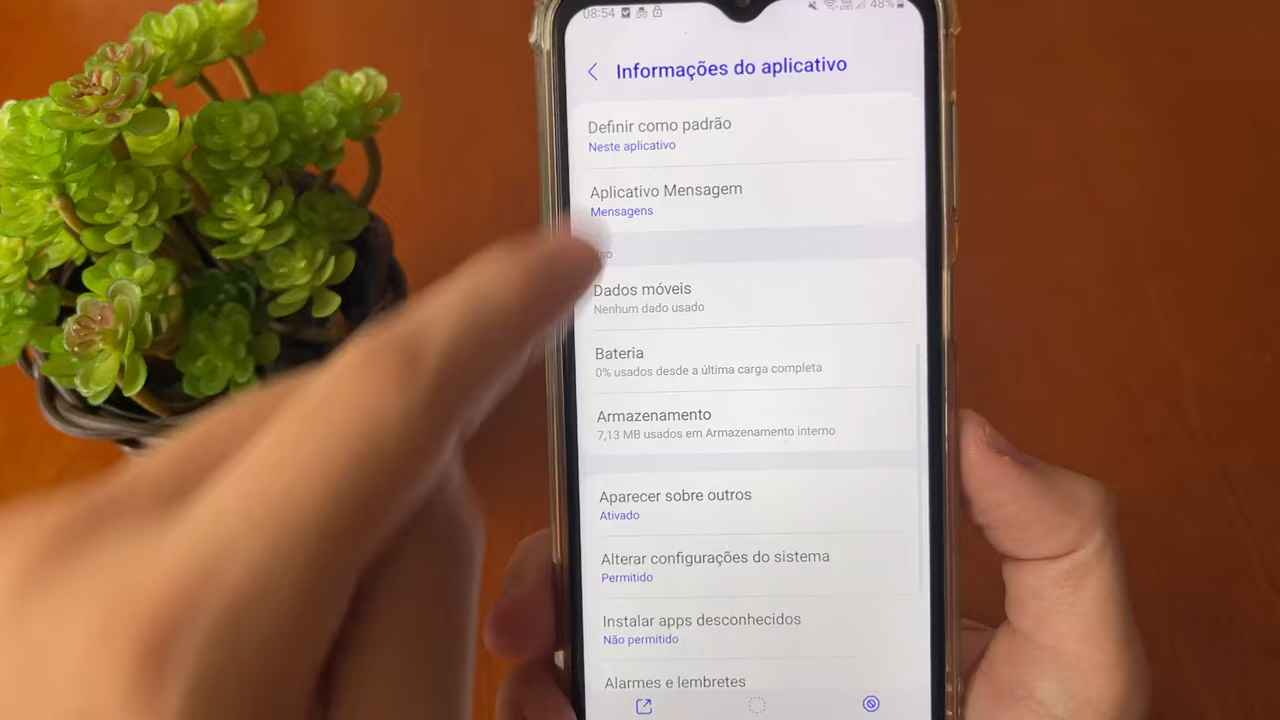 08:54 48%
Informações do aplicativo
Definir como padrão
Neste aplicativo
Aplicativo Mensagem
Mensagens
Dados móveis
Nenhum dado usado
Bateria
0% usados desde a última carga completa
Armazenamento
7,13 MB usados em Armazenamento interno
Aparecer sobre outros
Ativado
Alterar configurações do sistema
Permitido
Instalar apps desconhecidos
Não permitido
Alarmes e lembretes